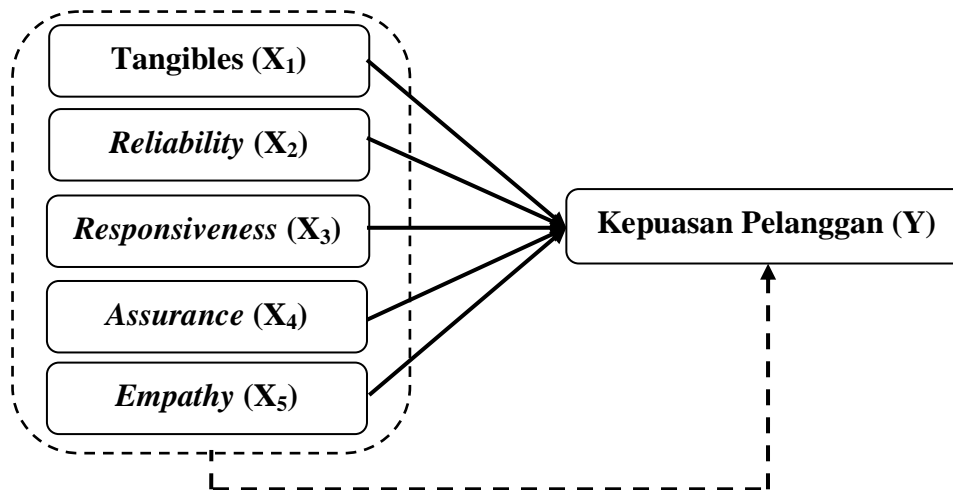 Tangibles (X₁)
Reliability (X₂)
Responsiveness (X₃)
Assurance (X₄)
Empathy (X₅)
Kepuasan Pelanggan (Y)